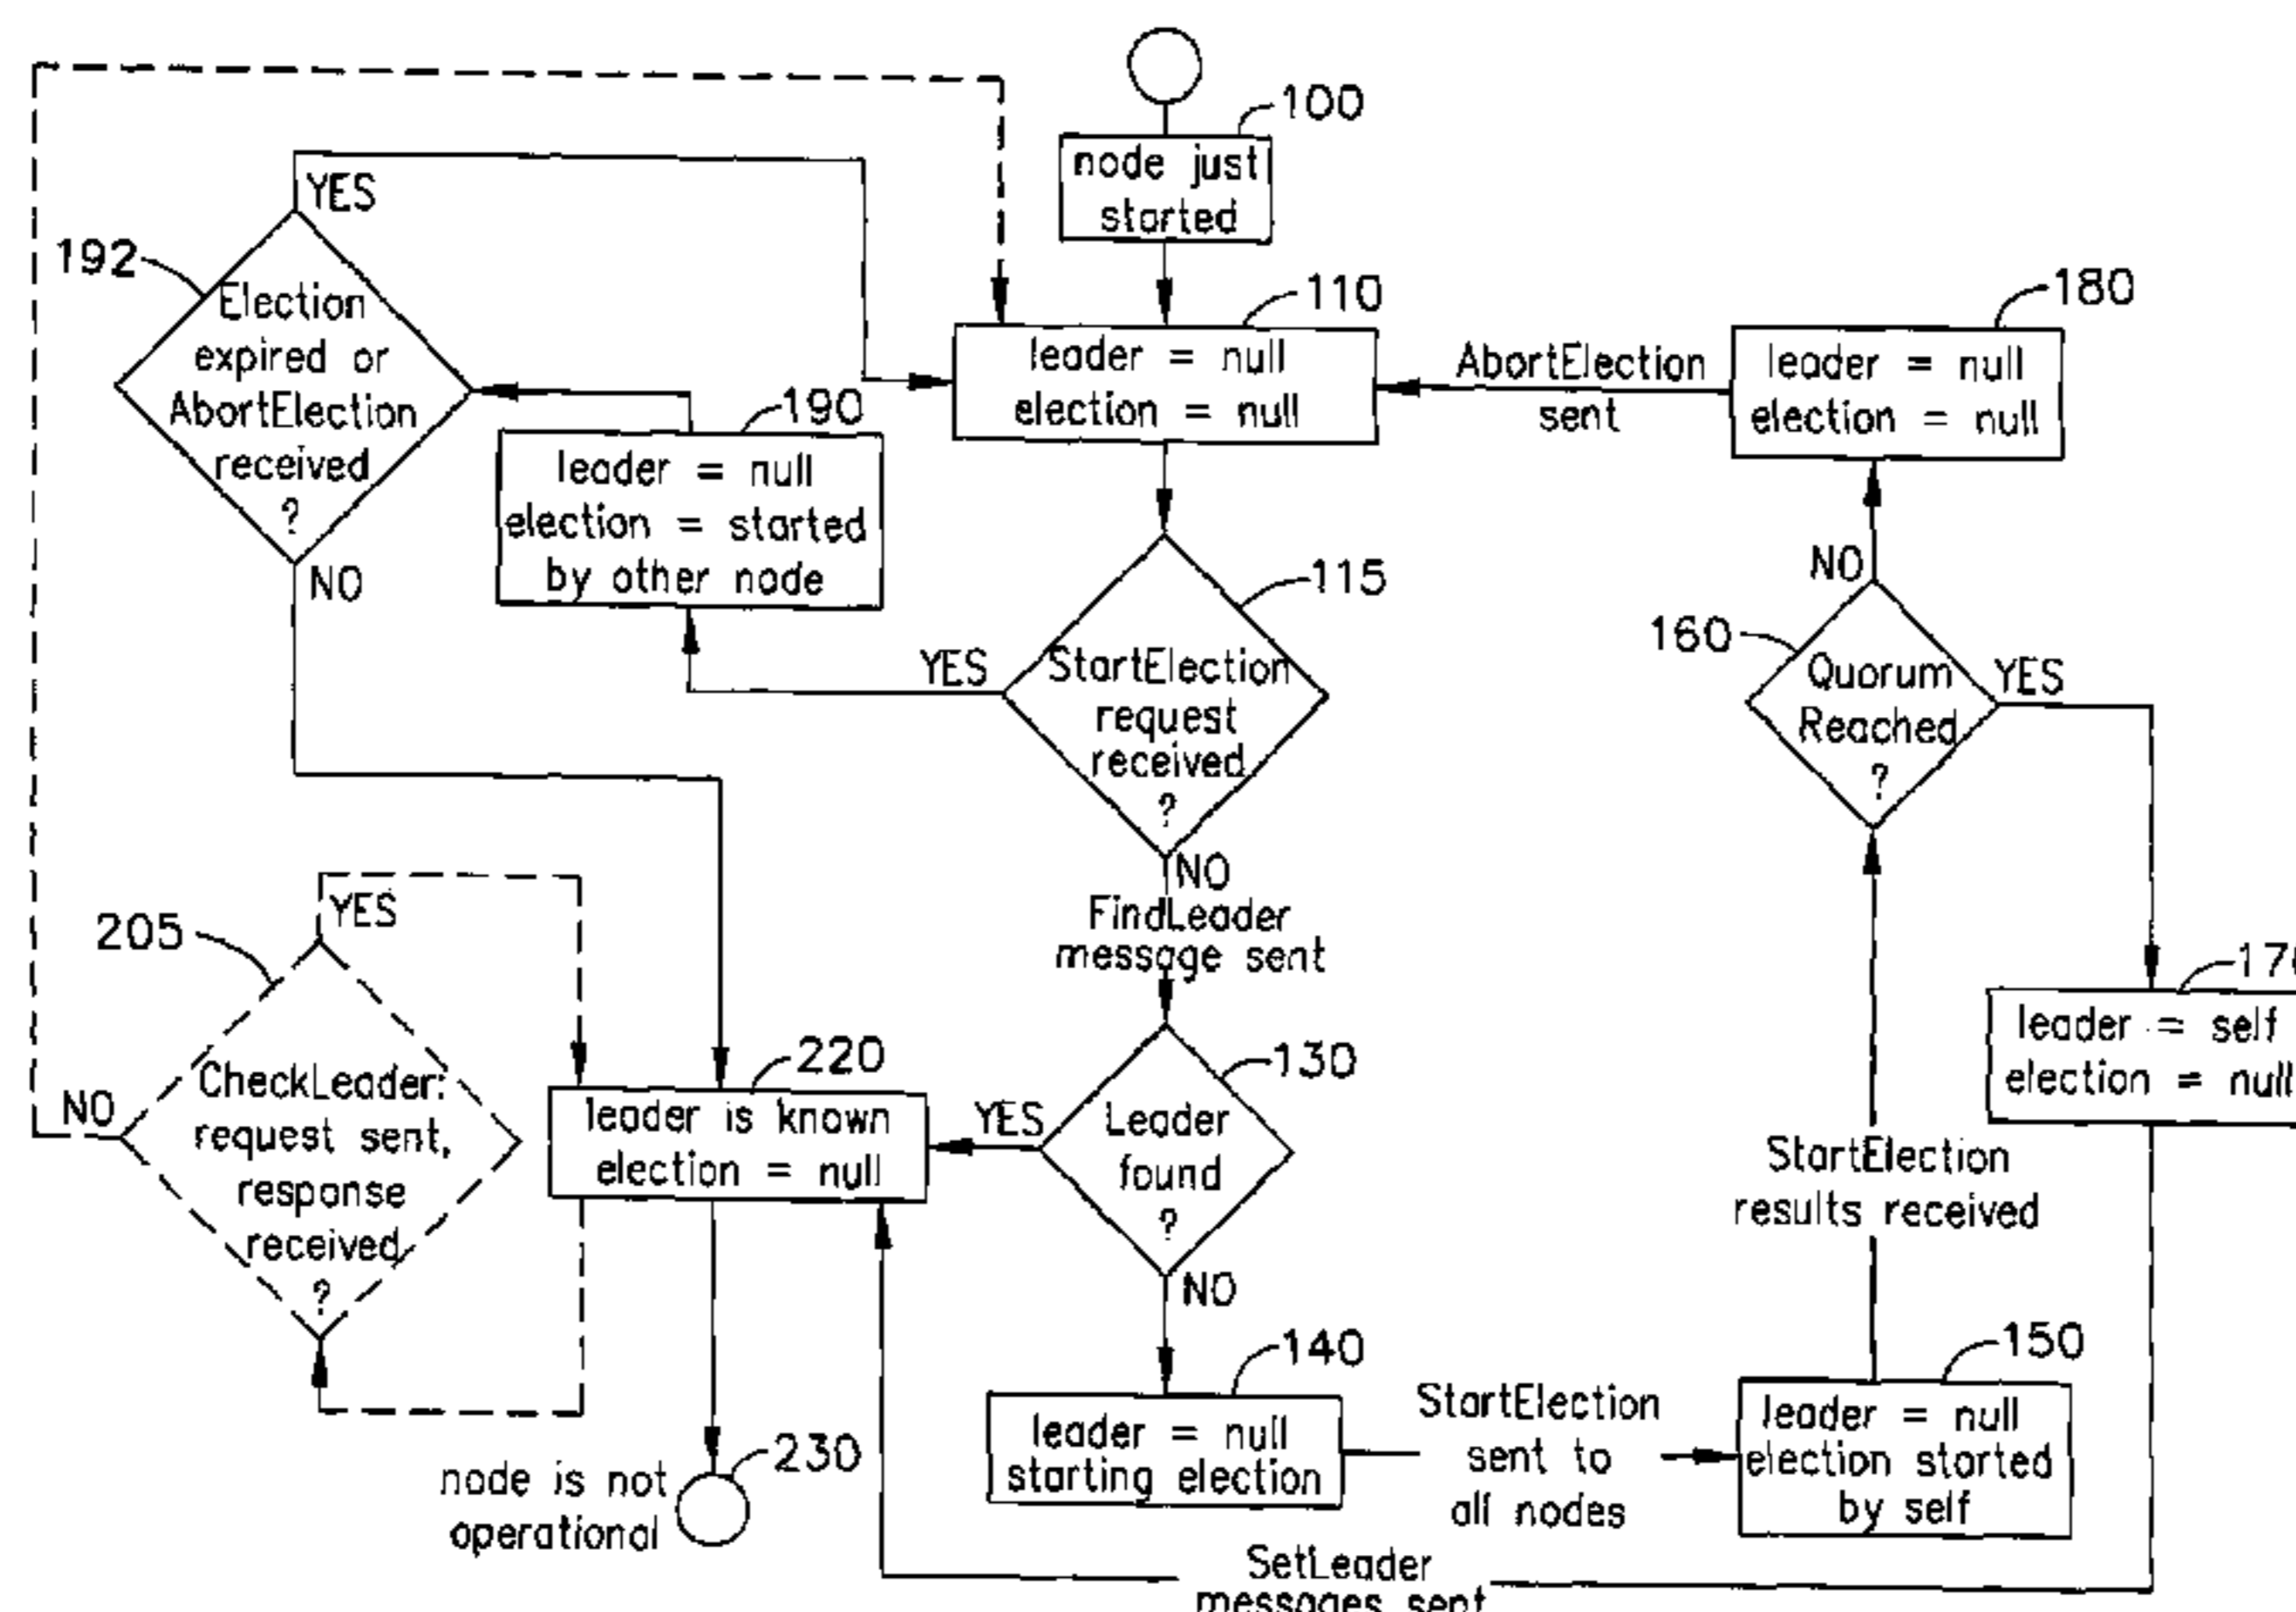 100
node just
started
YES
192
Election
expired or
AbortElection
received
?
NO
110
leader = null
election = null
AbortElection
sent
180
leader = null
election = null
190
leader = null
election = started
by other node
115
YES
StartElection
request
received
?
NO
FindLeader
message sent
NO
160
Quorum
Reached
?
YES
170
leader = self
election = null
205
YES
CheckLeader:
request sent,
response
received
?
NO
220
leader is known
election = null
YES
130
Leader
found
?
NO
StartElection
results received
140
leader = null
starting election
StartElection
sent to
all nodes
150
leader = null
election started
by self
230
node is not
operational
SetLeader
messages sent